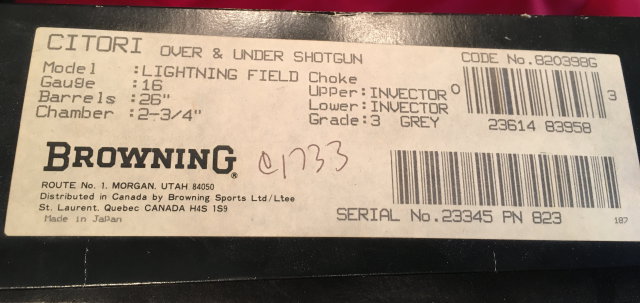 CITORI OVER & UNDER SHOTGUN
Model :LIGHTNING FIELD Choke
Gauge :16
Barrels :26"
Chamber :2-3/4"
Upper:INVECTOR
Lower:INVECTOR
Grade:3 GREY
CODE No.820398G
0
3
23614 83958
BROWNING®
C1733
ROUTE No. 1, MORGAN, UTAH 84050
Distributed in Canada by Browning Sports Ltd/Ltee
St. Laurent, Quebec CANADA H4S 1S9
Made in Japan
SERIAL No.23345 PN 823
187